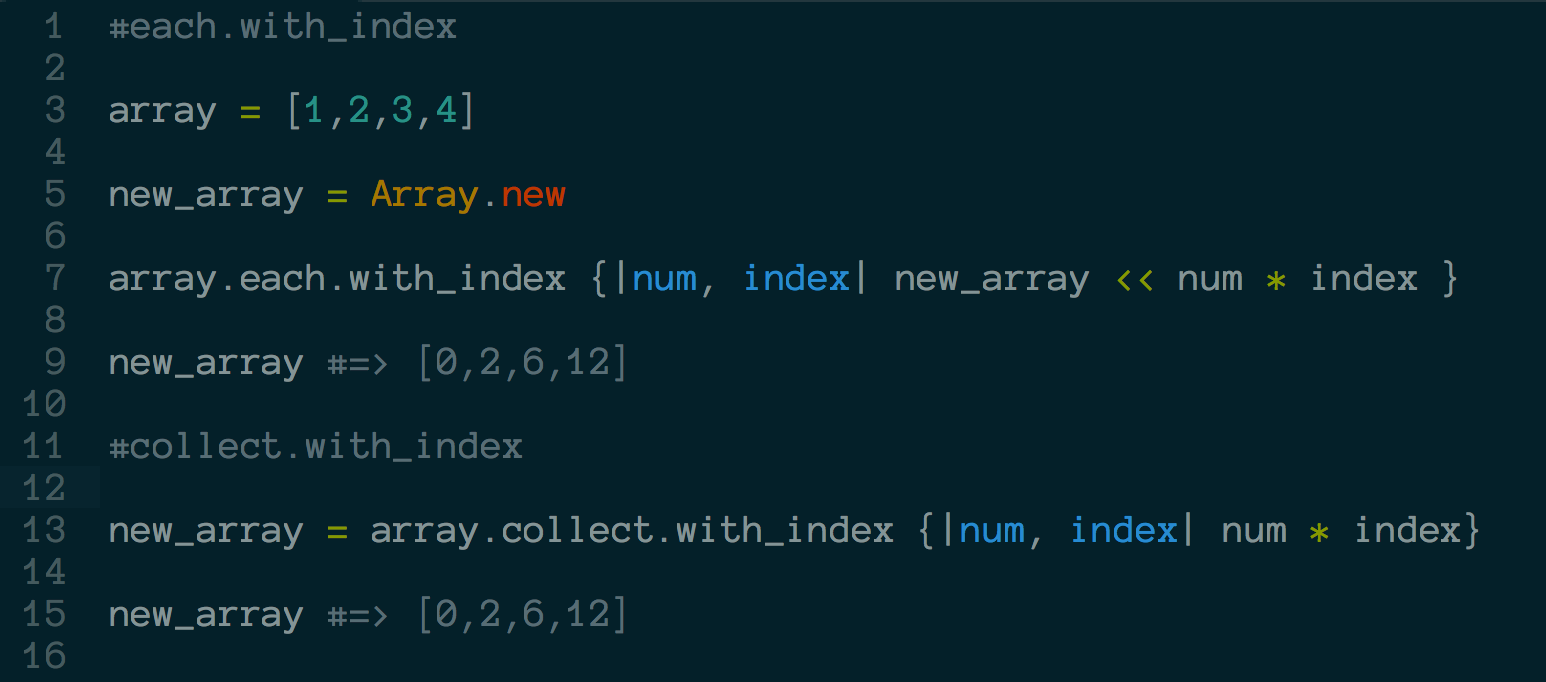 1 #each.with_index
2
3 array = [1,2,3,4]
4
5 new_array = Array.new
6
7 array.each.with_index {|num, index| new_array << num * index }
8
9 new_array #=> [0,2,6,12]
10
11 #collect.with_index
12
13 new_array = array.collect.with_index {|num, index| num * index}
14
15 new_array #=> [0,2,6,12]
16